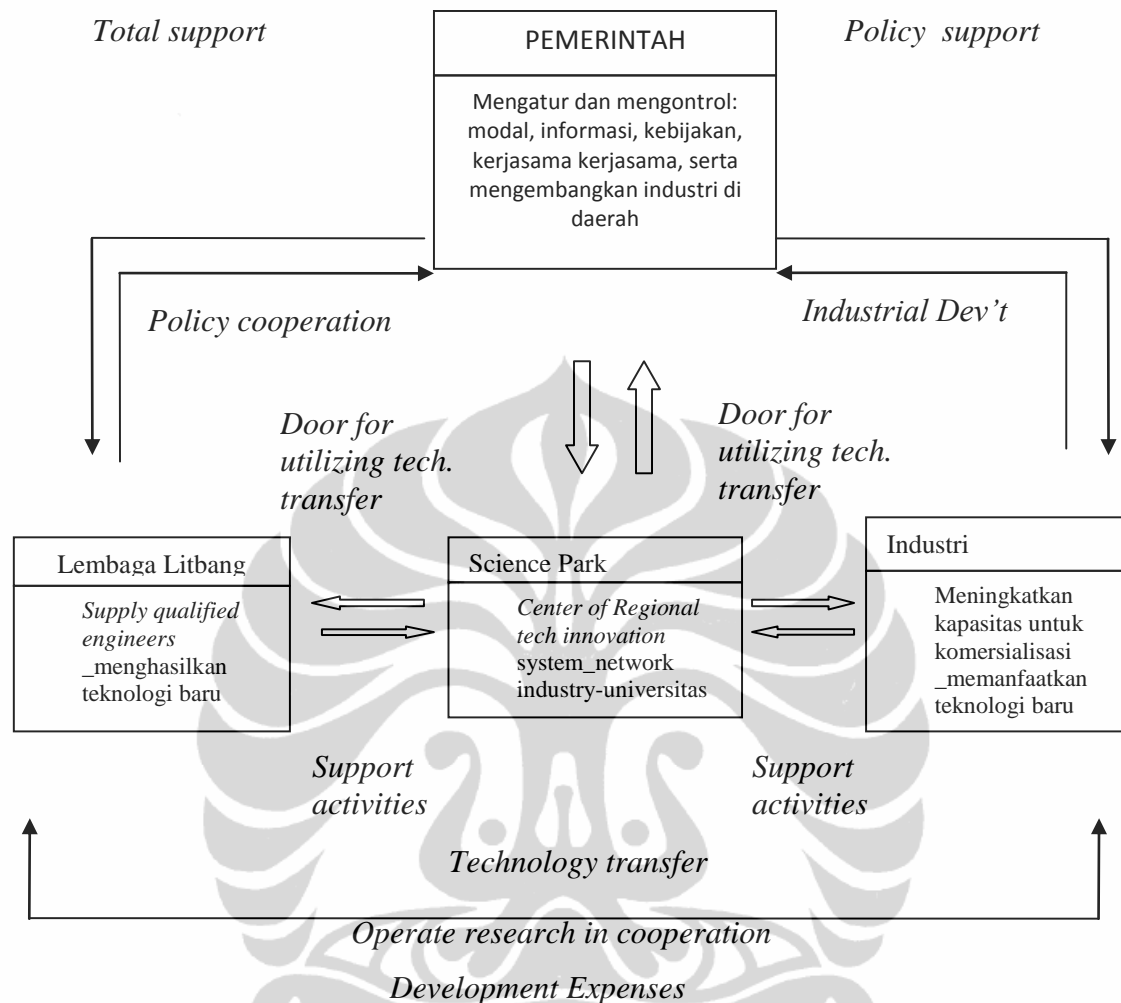 Total support
PEMERINTAH
Policy support
Mengatur dan mengontrol:
modal, informasi, kebijakan,
kerjasama kerjasama, serta
mengembangkan industri di
daerah
Policy cooperation
Industrial Dev’t
Door for
utilizing tech.
transfer
Door for
utilizing tech.
transfer
Lembaga Litbang
Supply qualified
engineers
_menghasilkan
teknologi baru
Science Park
Center of Regional
tech innovation
system_network
industry-universitas
Industri
Meningkatkan
kapasitas untuk
komersialisasi
_memanfaatkan
teknologi baru
Support
activities
Support
activities
Technology transfer
Operate research in cooperation
Development Expenses